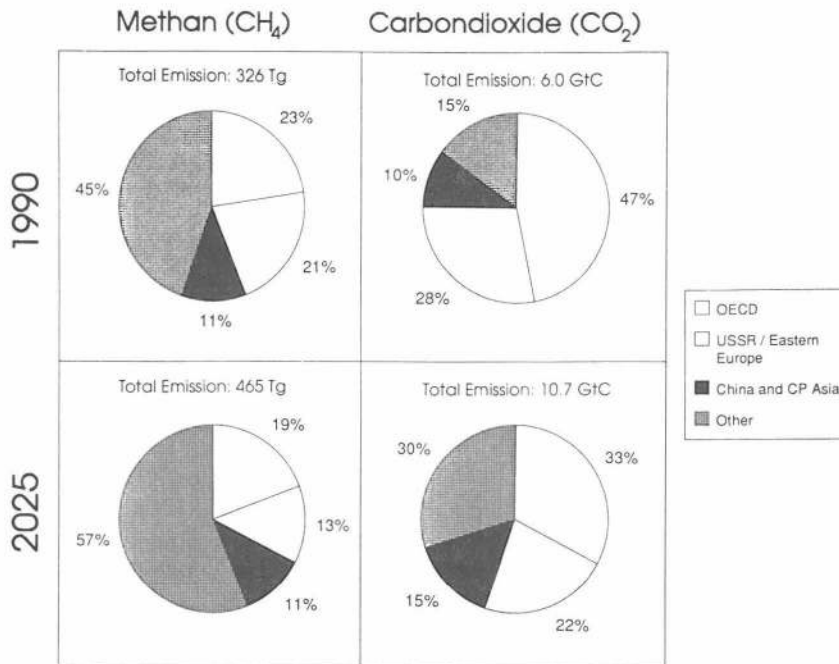 Methan (CH₄)
Carbondioxide (CO₂)
1990
Total Emission: 326 Tg
23%
45%
21%
11%
Total Emission: 6.0 GtC
15%
10%
47%
28%
2025
Total Emission: 465 Tg
19%
13%
57%
11%
Total Emission: 10.7 GtC
30%
33%
15%
22%
OECD
USSR / Eastern
Europe
China and CP Asia
Other